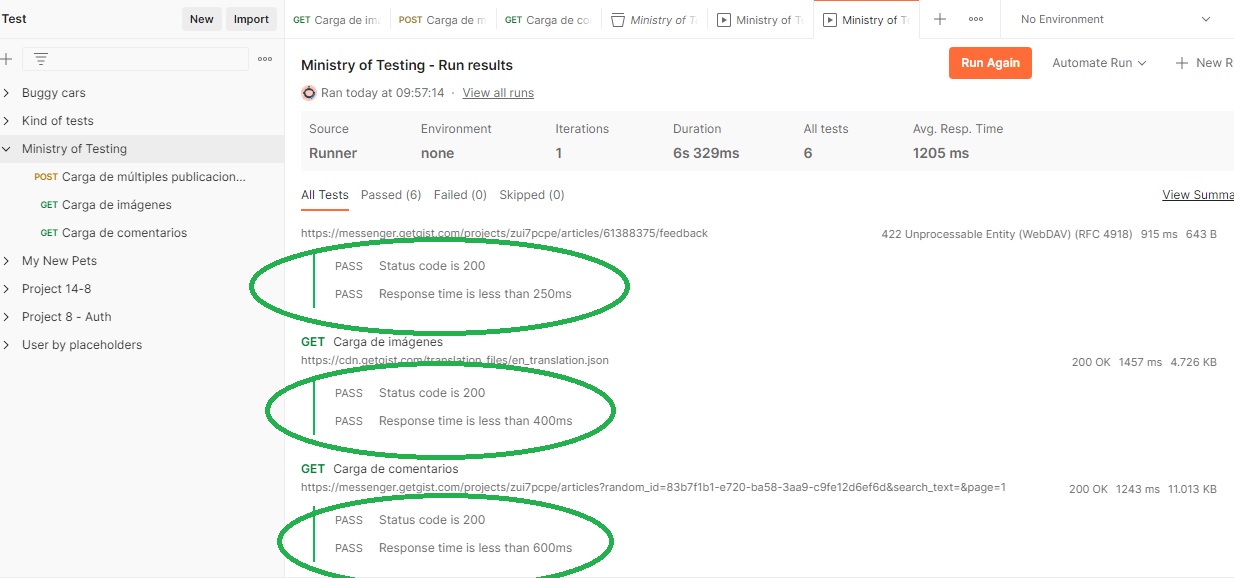 Test
New
Import
GET Carga de im
POST Carga de m
GET Carga de co
Ministry of T
Ministry of T
Ministry of T
No Environment
Buggy cars
Kind of tests
Ministry of Testing
POST Carga de múltiples publicacion...
GET Carga de imágenes
GET Carga de comentarios
My New Pets
Project 14-8
Project 8 - Auth
User by placeholders
Ministry of Testing - Run results
Run Again
Automate Run
New R
Ran today at 09:57:14 · View all runs
Source Environment Iterations Duration All tests Avg. Resp. Time
Runner none 1 6s 329ms 6 1205 ms
All Tests Passed (6) Failed (0) Skipped (0) View Summa
https://messenger.getgist.com/projects/zui7pcpe/articles/61388375/feedback 422 Unprocessable Entity (WebDAV) (RFC 4918) 915 ms 643 B
PASS Status code is 200
PASS Response time is less than 250ms
GET Carga de imágenes
https://cdn.getgist.com/translation_files/en_translation.json 200 OK 1457 ms 4.726 KB
PASS Status code is 200
PASS Response time is less than 400ms
GET Carga de comentarios
https://messenger.getgist.com/projects/zui7pcpe/articles?random_id=83b7f1b1-e720-ba58-3aa9-c9fe12d6ef6d&search_text=&page=1 200 OK 1243 ms 11.013 KB
PASS Status code is 200
PASS Response time is less than 600ms